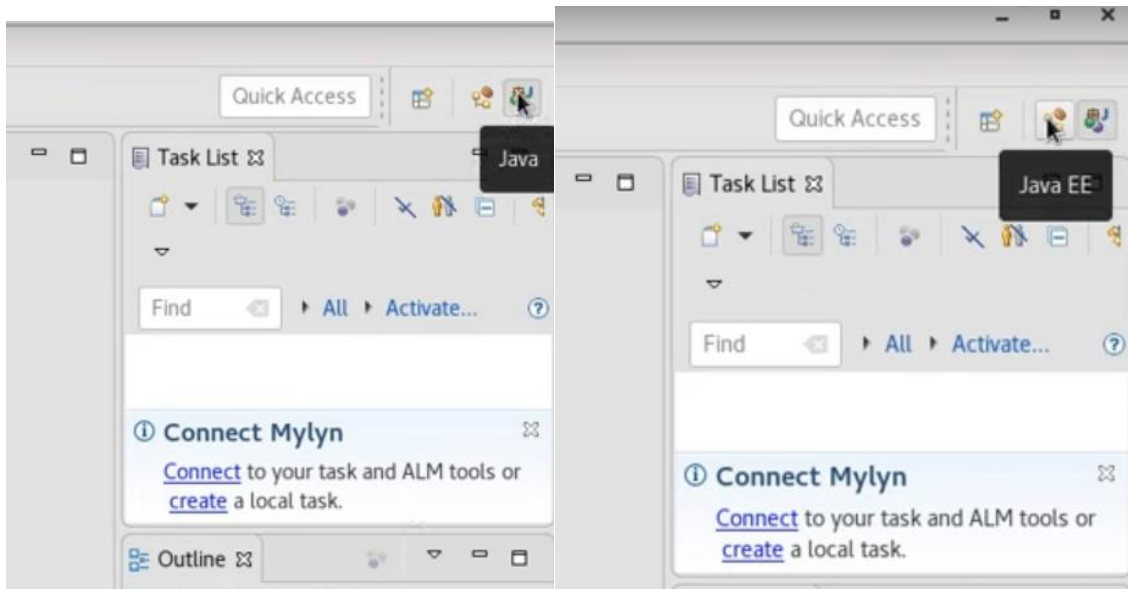 Quick Access
Java
Task List
Find
All
Activate...
Connect Mylyn
Connect to your task and ALM tools or
create a local task.
Outline
Quick Access
Java EE
Task List
Find
All
Activate...
Connect Mylyn
Connect to your task and ALM tools or
create a local task.